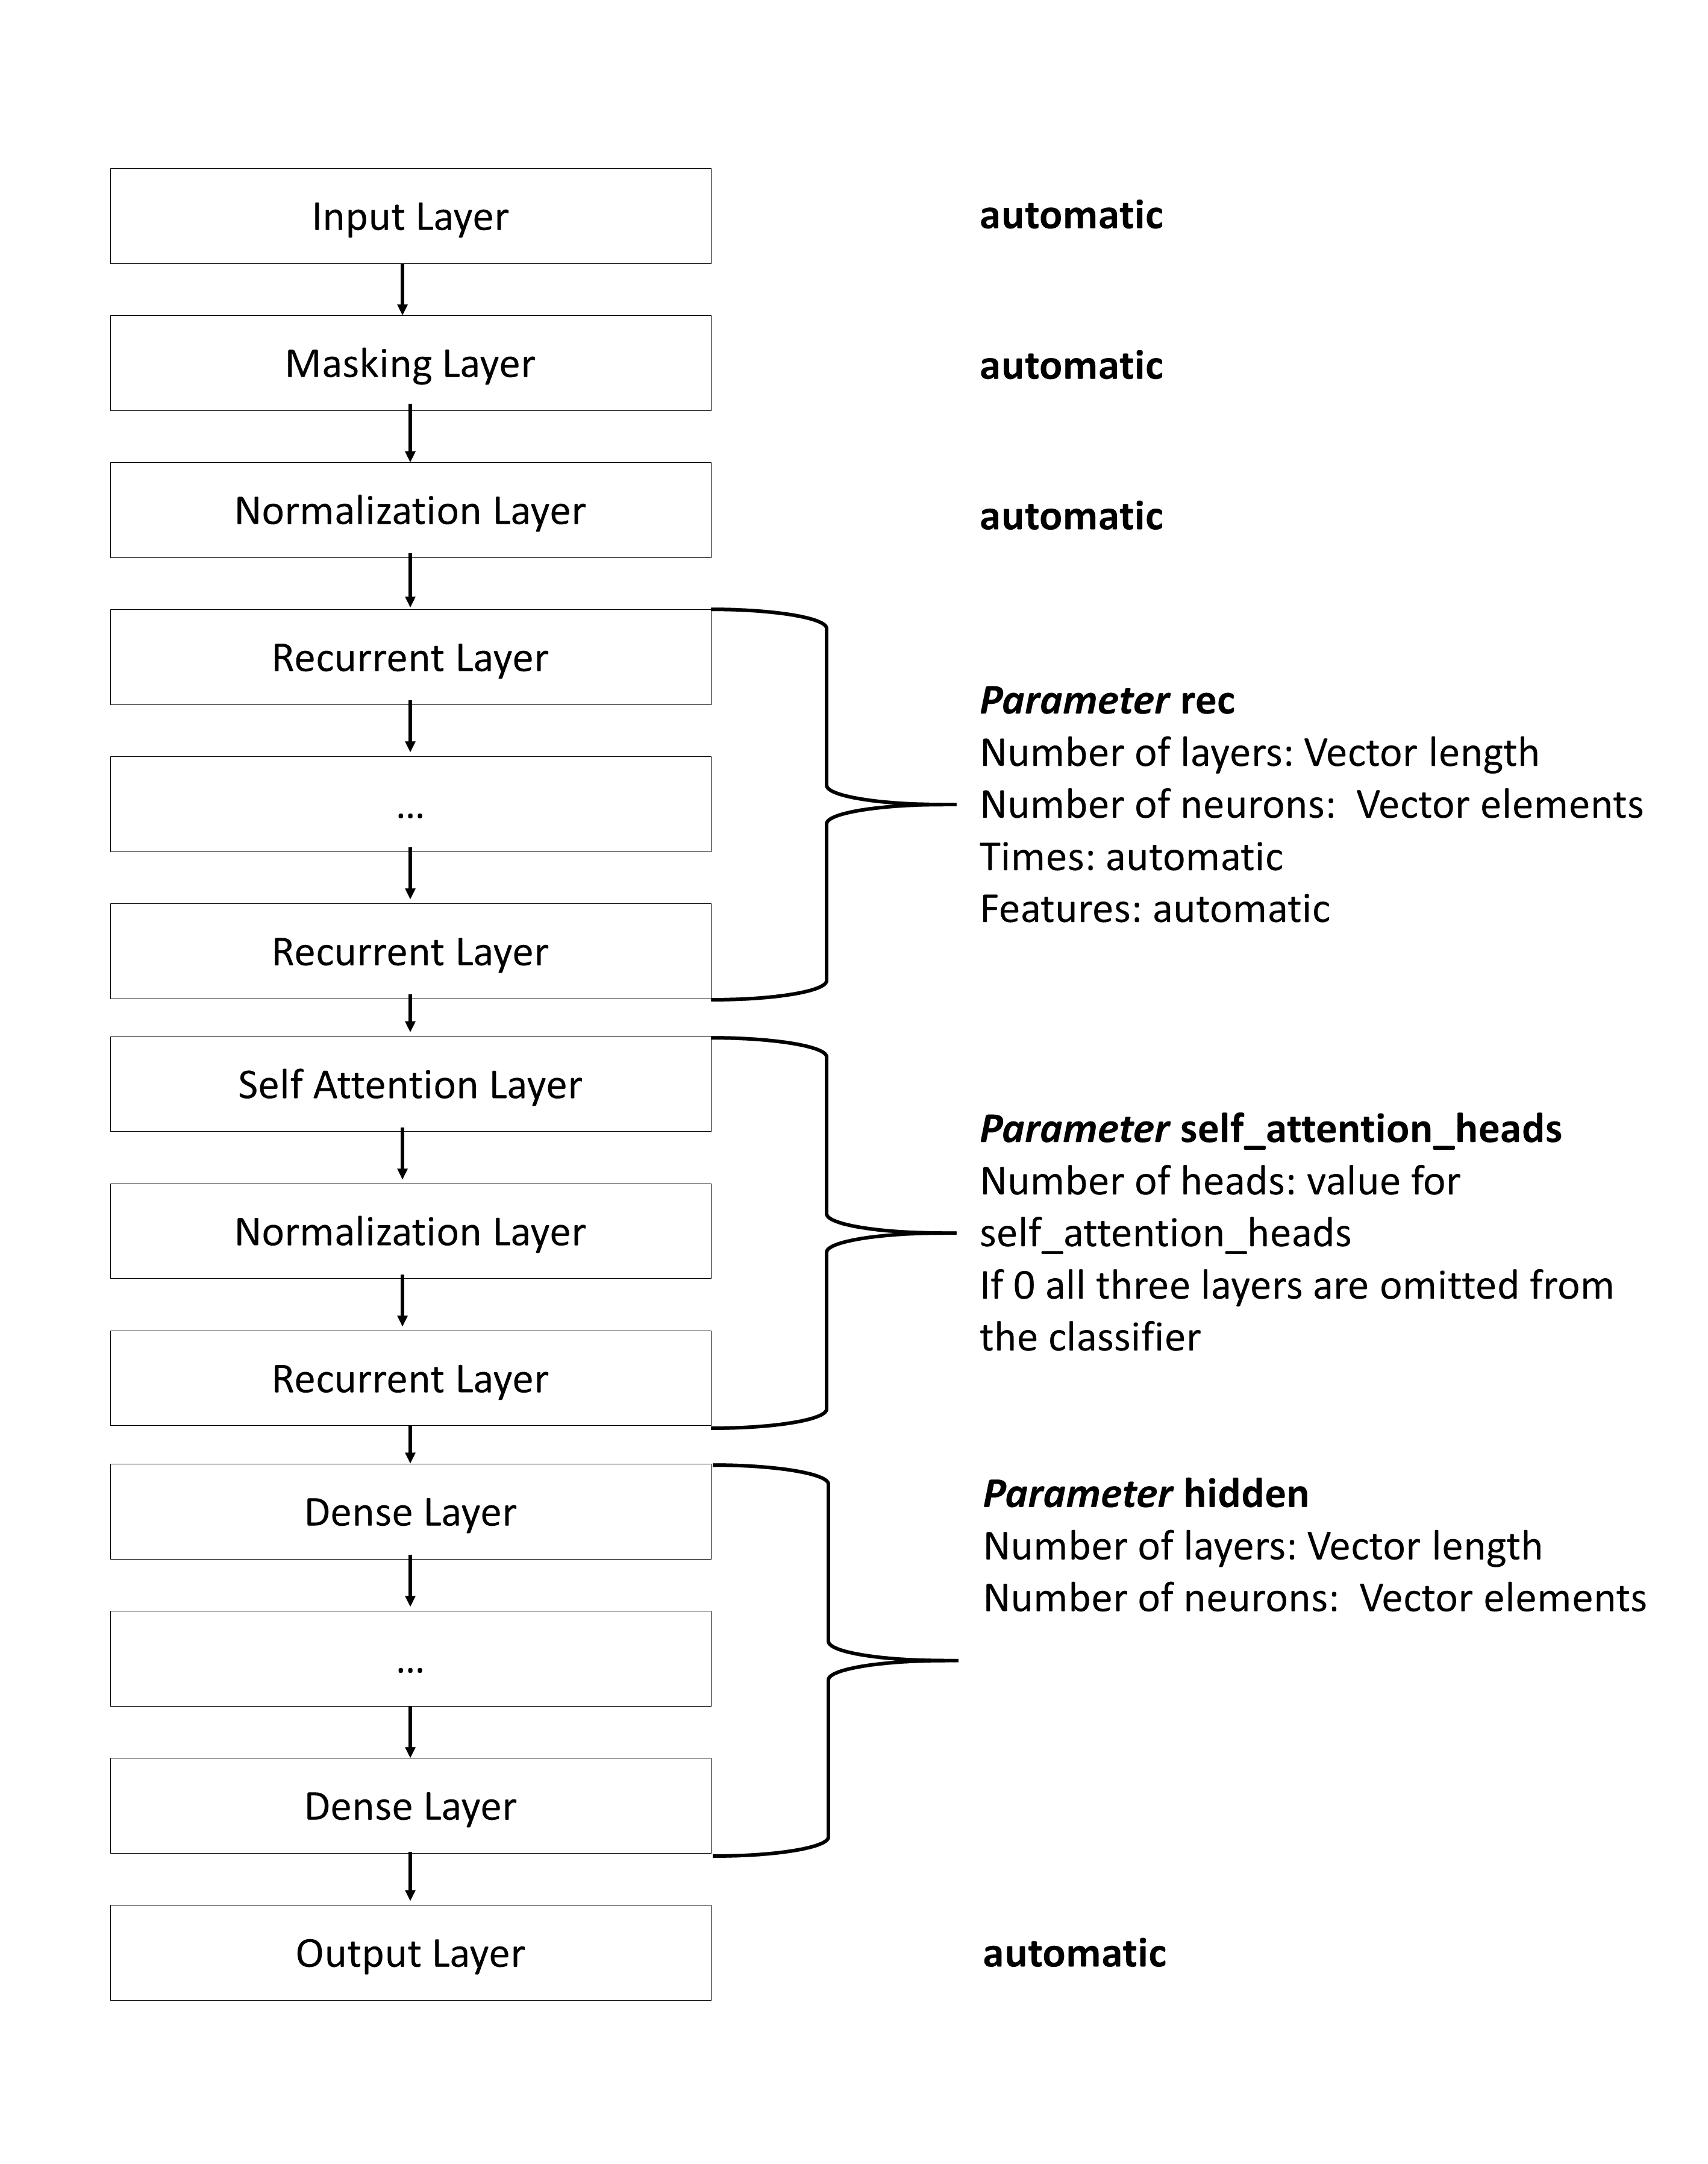 Input Layer
automatic
Masking Layer
automatic
Normalization Layer
automatic
Recurrent Layer
...
Recurrent Layer
Parameter rec
Number of layers: Vector length
Number of neurons:  Vector elements
Times: automatic
Features: automatic
Self Attention Layer
Normalization Layer
Recurrent Layer
Parameter self_attention_heads
Number of heads: value for
self_attention_heads
If 0 all three layers are omitted from
the classifier
Dense Layer
...
Dense Layer
Parameter hidden
Number of layers: Vector length
Number of neurons:  Vector elements
Output Layer
automatic